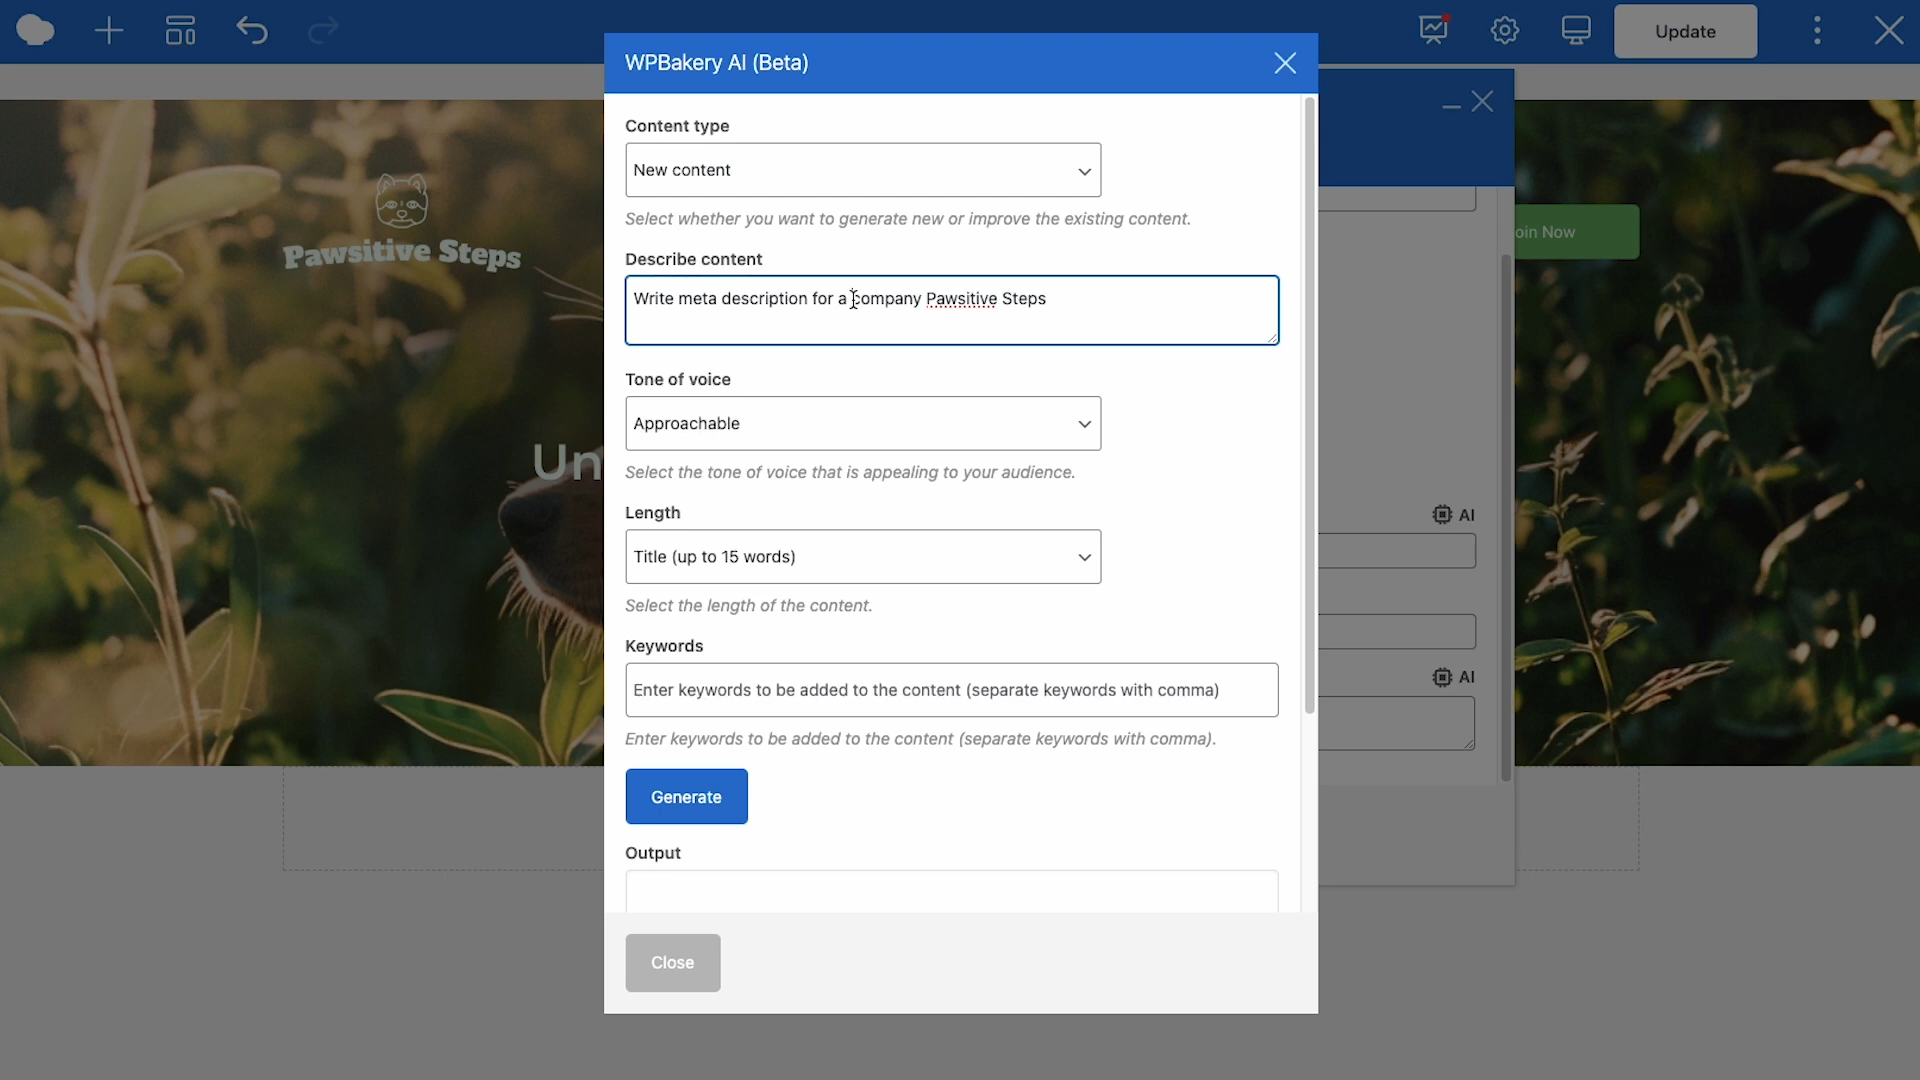 Update
WPBakery AI (Beta)
Content type
New content
Select whether you want to generate new or improve the existing content.
Pawsitive Steps
oin Now
Describe content
Write meta description for a company Pawsitive Steps
Tone of voice
Approachable
Un
Select the tone of voice that is appealing to your audience.
Length
AI
Title (up to 15 words)
Select the length of the content.
Keywords
AI
Enter keywords to be added to the content (separate keywords with comma)
Enter keywords to be added to the content (separate keywords with comma).
Generate
Output
Close